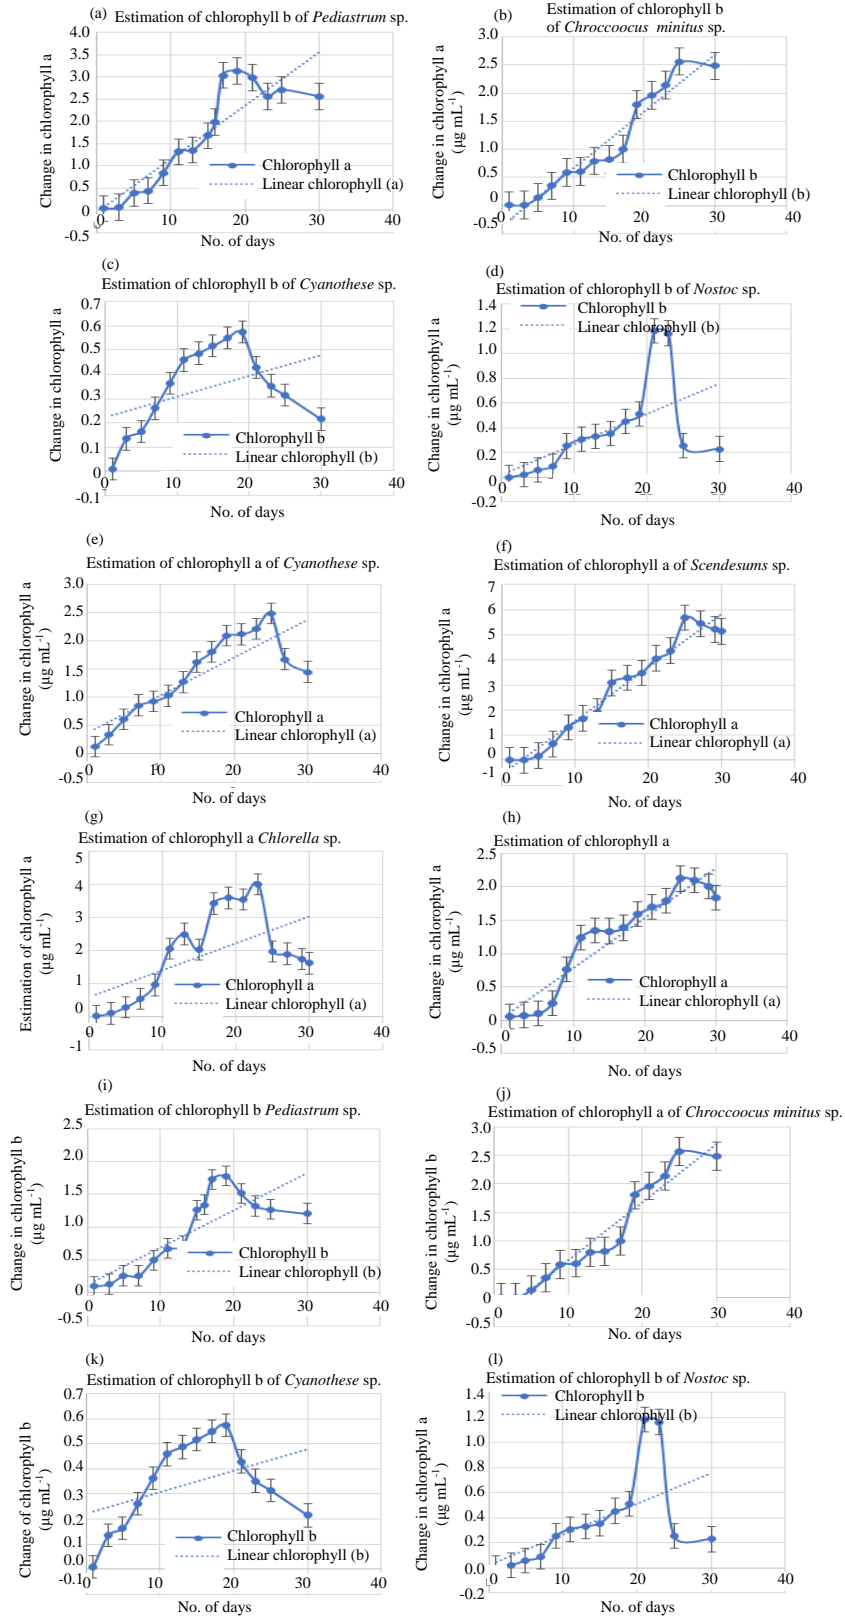 (a)
Estimation of chlorophyll b of Pediastrum sp.
Change in chlorophyll a
4.0
3.5
3.0
2.5
2.0
1.5
1.0
0.5
0
-0.5
0
10
20
30
40
Chlorophyll a
Linear chlorophyll (a)
No. of days
(b)
Estimation of chlorophyll b
of Chroccoocus minitus sp.
Change in chlorophyll a
(µg mL-1)
3.0
2.5
2.0
1.5
1.0
0.5
0
-0.5
0
10
20
30
40
Chlorophyll b
Linear chlorophyll (b)
No. of days
(c)
Estimation of chlorophyll b of Cyanothese sp.
Change in chlorophyll a
0.7
0.6
0.5
0.4
0.3
0.2
0.1
0
-0.1
0
10
20
30
40
Chlorophyll b
Linear chlorophyll (b)
No. of days
(d)
Estimation of chlorophyll b of Nostoc sp.
Change in chlorophyll a
(µg mL-1)
1.4
1.2
1.0
0.8
0.6
0.4
0.2
0
-0.2
0
10
20
30
40
Chlorophyll b
Linear chlorophyll (b)
No. of days
(e)
Estimation of chlorophyll a of Cyanothese sp.
Change in chlorophyll a
(µg mL-1)
3.0
2.5
2.0
1.5
1.0
0.5
0
-0.5
0
10
20
30
40
Chlorophyll a
Linear chlorophyll (a)
No. of days
(f)
Estimation of chlorophyll a of Scendesums sp.
Change in chlorophyll a
(µg mL-1)
7
6
5
4
3
2
1
0
-1
0
10
20
30
40
Chlorophyll a
Linear chlorophyll (a)
No. of days
(g)
Estimation of chlorophyll a Chlorella sp.
Estimation of chlorophyll a
(µg mL-1)
5
4
3
2
1
0
-1
0
10
20
30
40
Chlorophyll a
Linear chlorophyll (a)
No. of days
(h)
Estimation of chlorophyll a
Change in chlorophyll a
(µg mL-1)
2.5
2.0
1.5
1.0
0.5
0
-0.5
0
10
20
30
40
Chlorophyll a
Linear chlorophyll (a)
No. of days
(i)
Estimation of chlorophyll b Pediastrum sp.
Change in chlorophyll b
(µg mL-1)
2.5
2.0
1.5
1.0
0.5
0
-0.5
0
10
20
30
40
Chlorophyll b
Linear chlorophyll (b)
No. of days
(j)
Estimation of chlorophyll a of Chroccoocus minitus sp.
Change in chlorophyll b
(µg mL-1)
3.0
2.5
2.0
1.5
1.0
0.5
0
-0.5
0
10
20
30
40
No. of days
(k)
Estimation of chlorophyll b of Cyanothese sp.
Change of chlorophyll b
(µg mL-1)
0.7
0.6
0.5
0.4
0.3
0.2
0.1
0.0
-0.1
0
10
20
30
40
Chlorophyll b
Linear chlorophyll (b)
No. of days
(l)
Estimation of chlorophyll b of Nostoc sp.
Change in chlorophyll a
(µg mL-1)
1.4
1.2
1.0
0.8
0.6
0.4
0.2
0.0
-0.2
0
10
20
30
40
Chlorophyll b
Linear chlorophyll (b)
No. of days